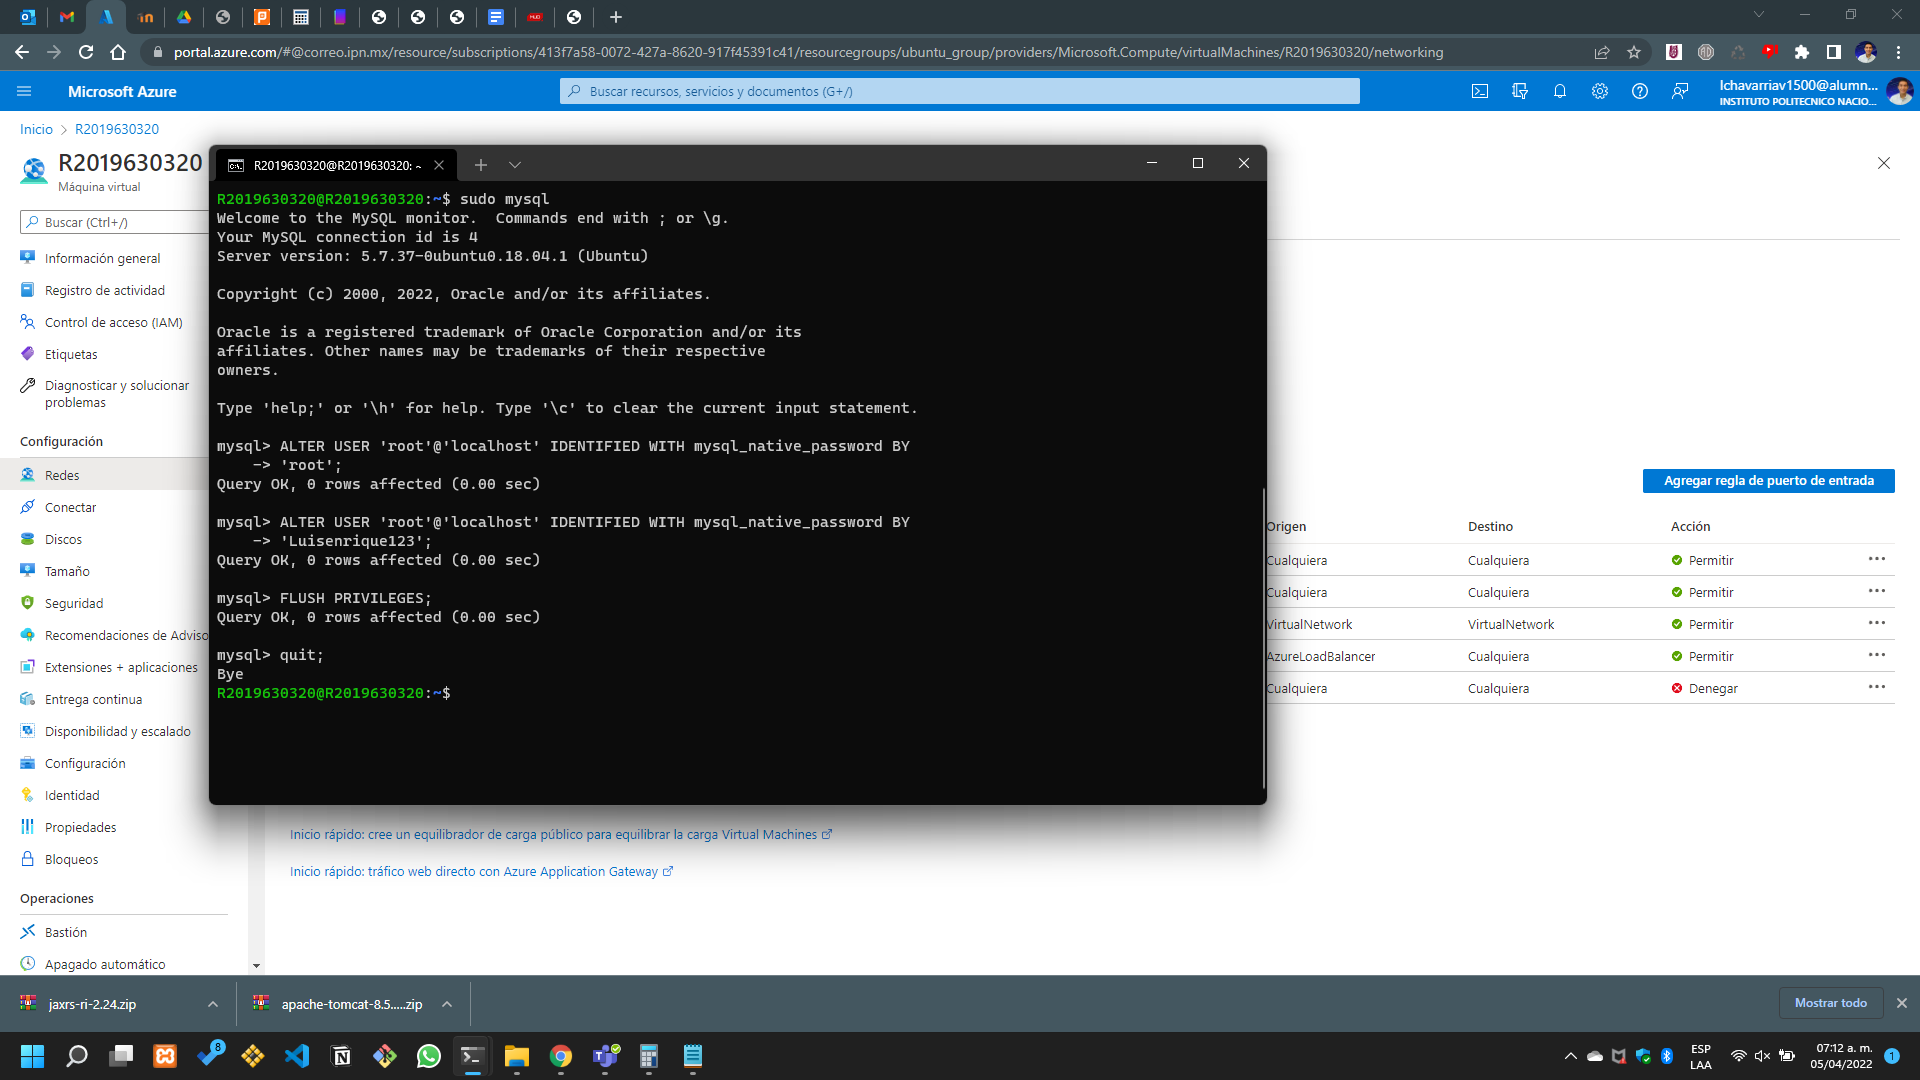 portal.azure.com/#@correo.ipn.mx/resource/subscriptions/413f7a58-0072-427a-8620-917f45391c41/resourcegroups/ubuntu_group/providers/Microsoft.Compute/virtualMachines/R2019630320/networking
Microsoft Azure
Buscar recursos, servicios y documentos (G+/)
lchavarriav1500@alumn...
INSTITUTO POLITECNICO NACIO...
Inicio > R2019630320
R2019630320
Máquina virtual
Buscar (Ctrl+/)
Información general
Registro de actividad
Control de acceso (IAM)
Etiquetas
Diagnosticar y solucionar
problemas
Configuración
Redes
Conectar
Discos
Tamaño
Seguridad
Recomendaciones de Adviso
Extensiones + aplicaciones
Entrega continua
Disponibilidad y escalado
Configuración
Identidad
Propiedades
Bloqueos
Operaciones
Bastión
Apagado automático
R2019630320@R2019630320: ~
R2019630320@R2019630320:~$ sudo mysql
Welcome to the MySQL monitor.  Commands end with ; or \g.
Your MySQL connection id is 4
Server version: 5.7.37-0ubuntu0.18.04.1 (Ubuntu)
Copyright (c) 2000, 2022, Oracle and/or its affiliates.
Oracle is a registered trademark of Oracle Corporation and/or its
affiliates. Other names may be trademarks of their respective
owners.
Type 'help;' or '\h' for help. Type '\c' to clear the current input statement.
mysql> ALTER USER 'root'@'localhost' IDENTIFIED WITH mysql_native_password BY
    -> 'root';
Query OK, 0 rows affected (0.00 sec)
mysql> ALTER USER 'root'@'localhost' IDENTIFIED WITH mysql_native_password BY
    -> 'Luisenrique123';
Query OK, 0 rows affected (0.00 sec)
mysql> FLUSH PRIVILEGES;
Query OK, 0 rows affected (0.00 sec)
mysql> quit;
Bye
R2019630320@R2019630320:~$
Agregar regla de puerto de entrada
Origen Destino Acción
Cualquiera Cualquiera Permitir
Cualquiera Cualquiera Permitir
VirtualNetwork VirtualNetwork Permitir
AzureLoadBalancer Cualquiera Permitir
Cualquiera Cualquiera Denegar
Inicio rápido: cree un equilibrador de carga público para equilibrar la carga Virtual Machines
Inicio rápido: tráfico web directo con Azure Application Gateway
jaxrs-ri-2.24.zip
apache-tomcat-8.5.....zip
Mostrar todo
8
ESP
LAA
07:12 a. m.
05/04/2022
1